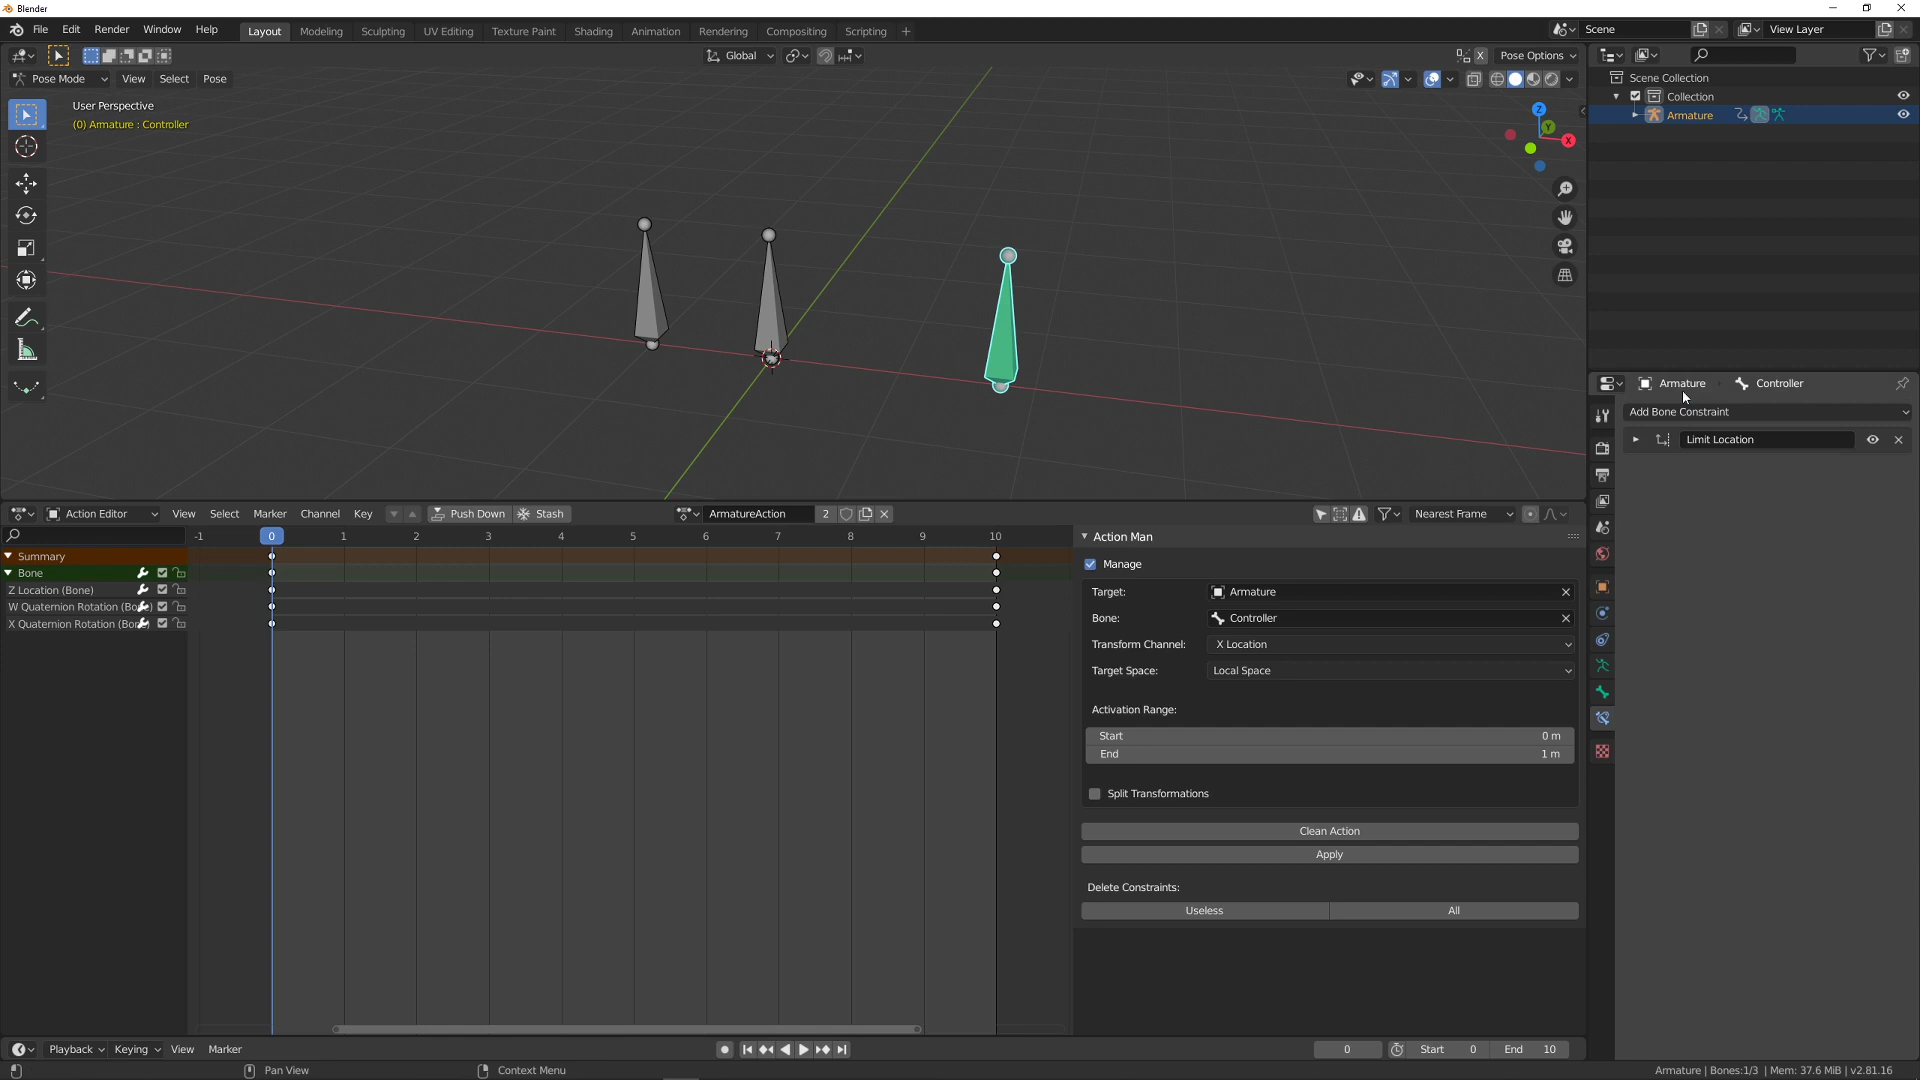 Blender
File Edit Render Window Help Layout Modeling Sculpting UV Editing Texture Paint Shading Animation Rendering Compositing Scripting + Scene View Layer
Global X Pose Options
Pose Mode View Select Pose
User Perspective
(0) Armature : Controller
Z
Y
X
Scene Collection
Collection
Armature
Armature Controller
Add Bone Constraint
Limit Location
Action Editor View Select Marker Channel Key Push Down Stash ArmatureAction 2 Nearest Frame
-1 0 1 2 3 4 5 6 7 8 9 10
Summary
Bone
Z Location (Bone)
W Quaternion Rotation (Bone)
X Quaternion Rotation (Bone)
Action Man
Manage
Target: Armature
Bone: Controller
Transform Channel: X Location
Target Space: Local Space
Activation Range:
Start 0 m
End 1 m
Split Transformations
Clean Action
Apply
Delete Constraints:
Useless All
Playback Keying View Marker 0 Start 0 End 10
Pan View Context Menu Armature | Bones:1/3 | Mem: 37.6 MiB | v2.81.16